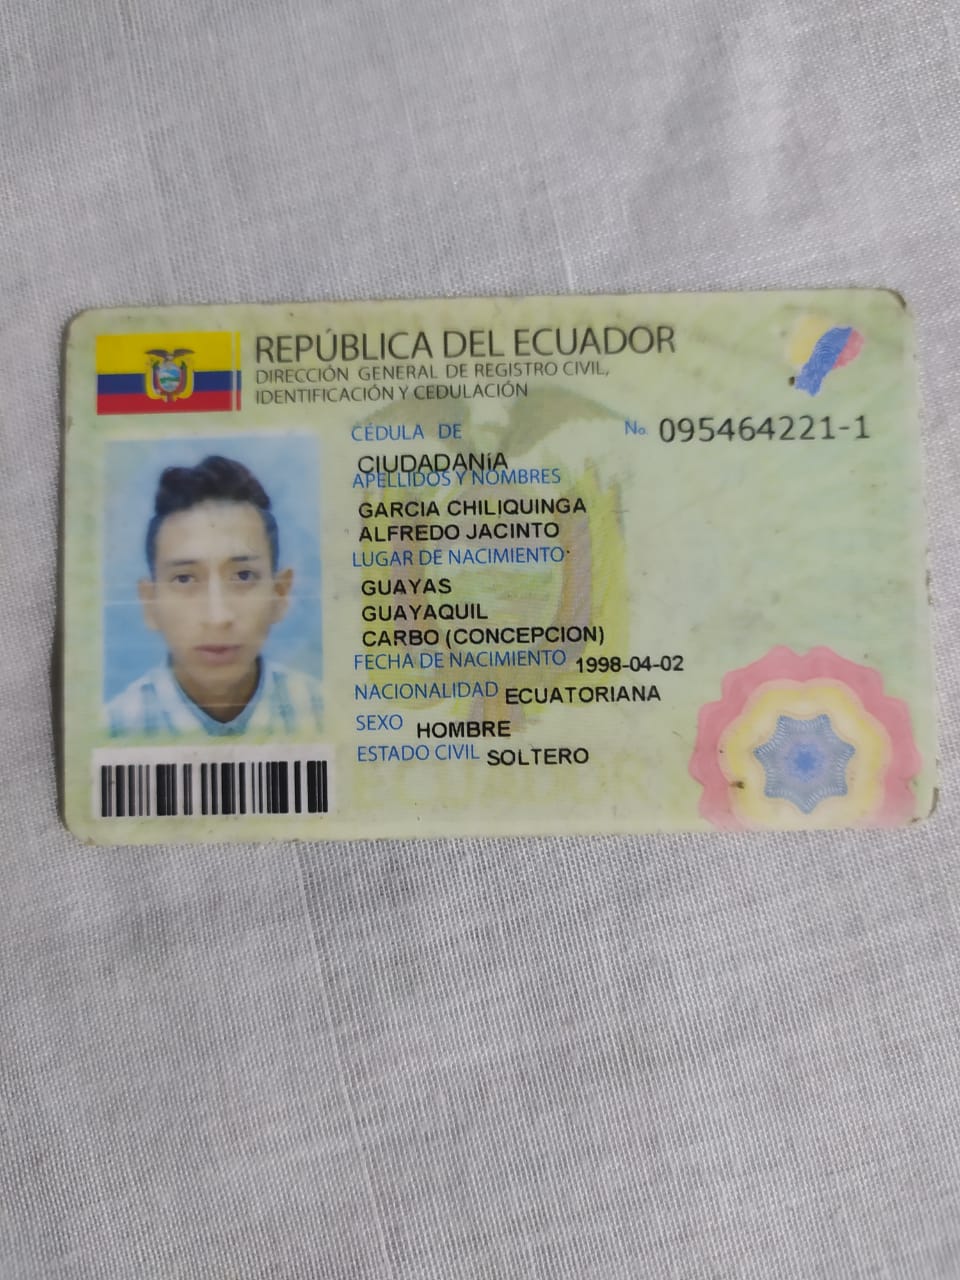 REPÚBLICA DEL ECUADOR
DIRECCIÓN GENERAL DE REGISTRO CIVIL,
IDENTIFICACIÓN Y CEDULACIÓN
CÉDULA DE No. 095464221-1
CIUDADANíA
APELLIDOS Y NOMBRES
GARCIA CHILIQUINGA
ALFREDO JACINTO
LUGAR DE NACIMIENTO
GUAYAS
GUAYAQUIL
CARBO (CONCEPCION)
FECHA DE NACIMIENTO 1998-04-02
NACIONALIDAD ECUATORIANA
SEXO HOMBRE
ESTADO CIVIL SOLTERO